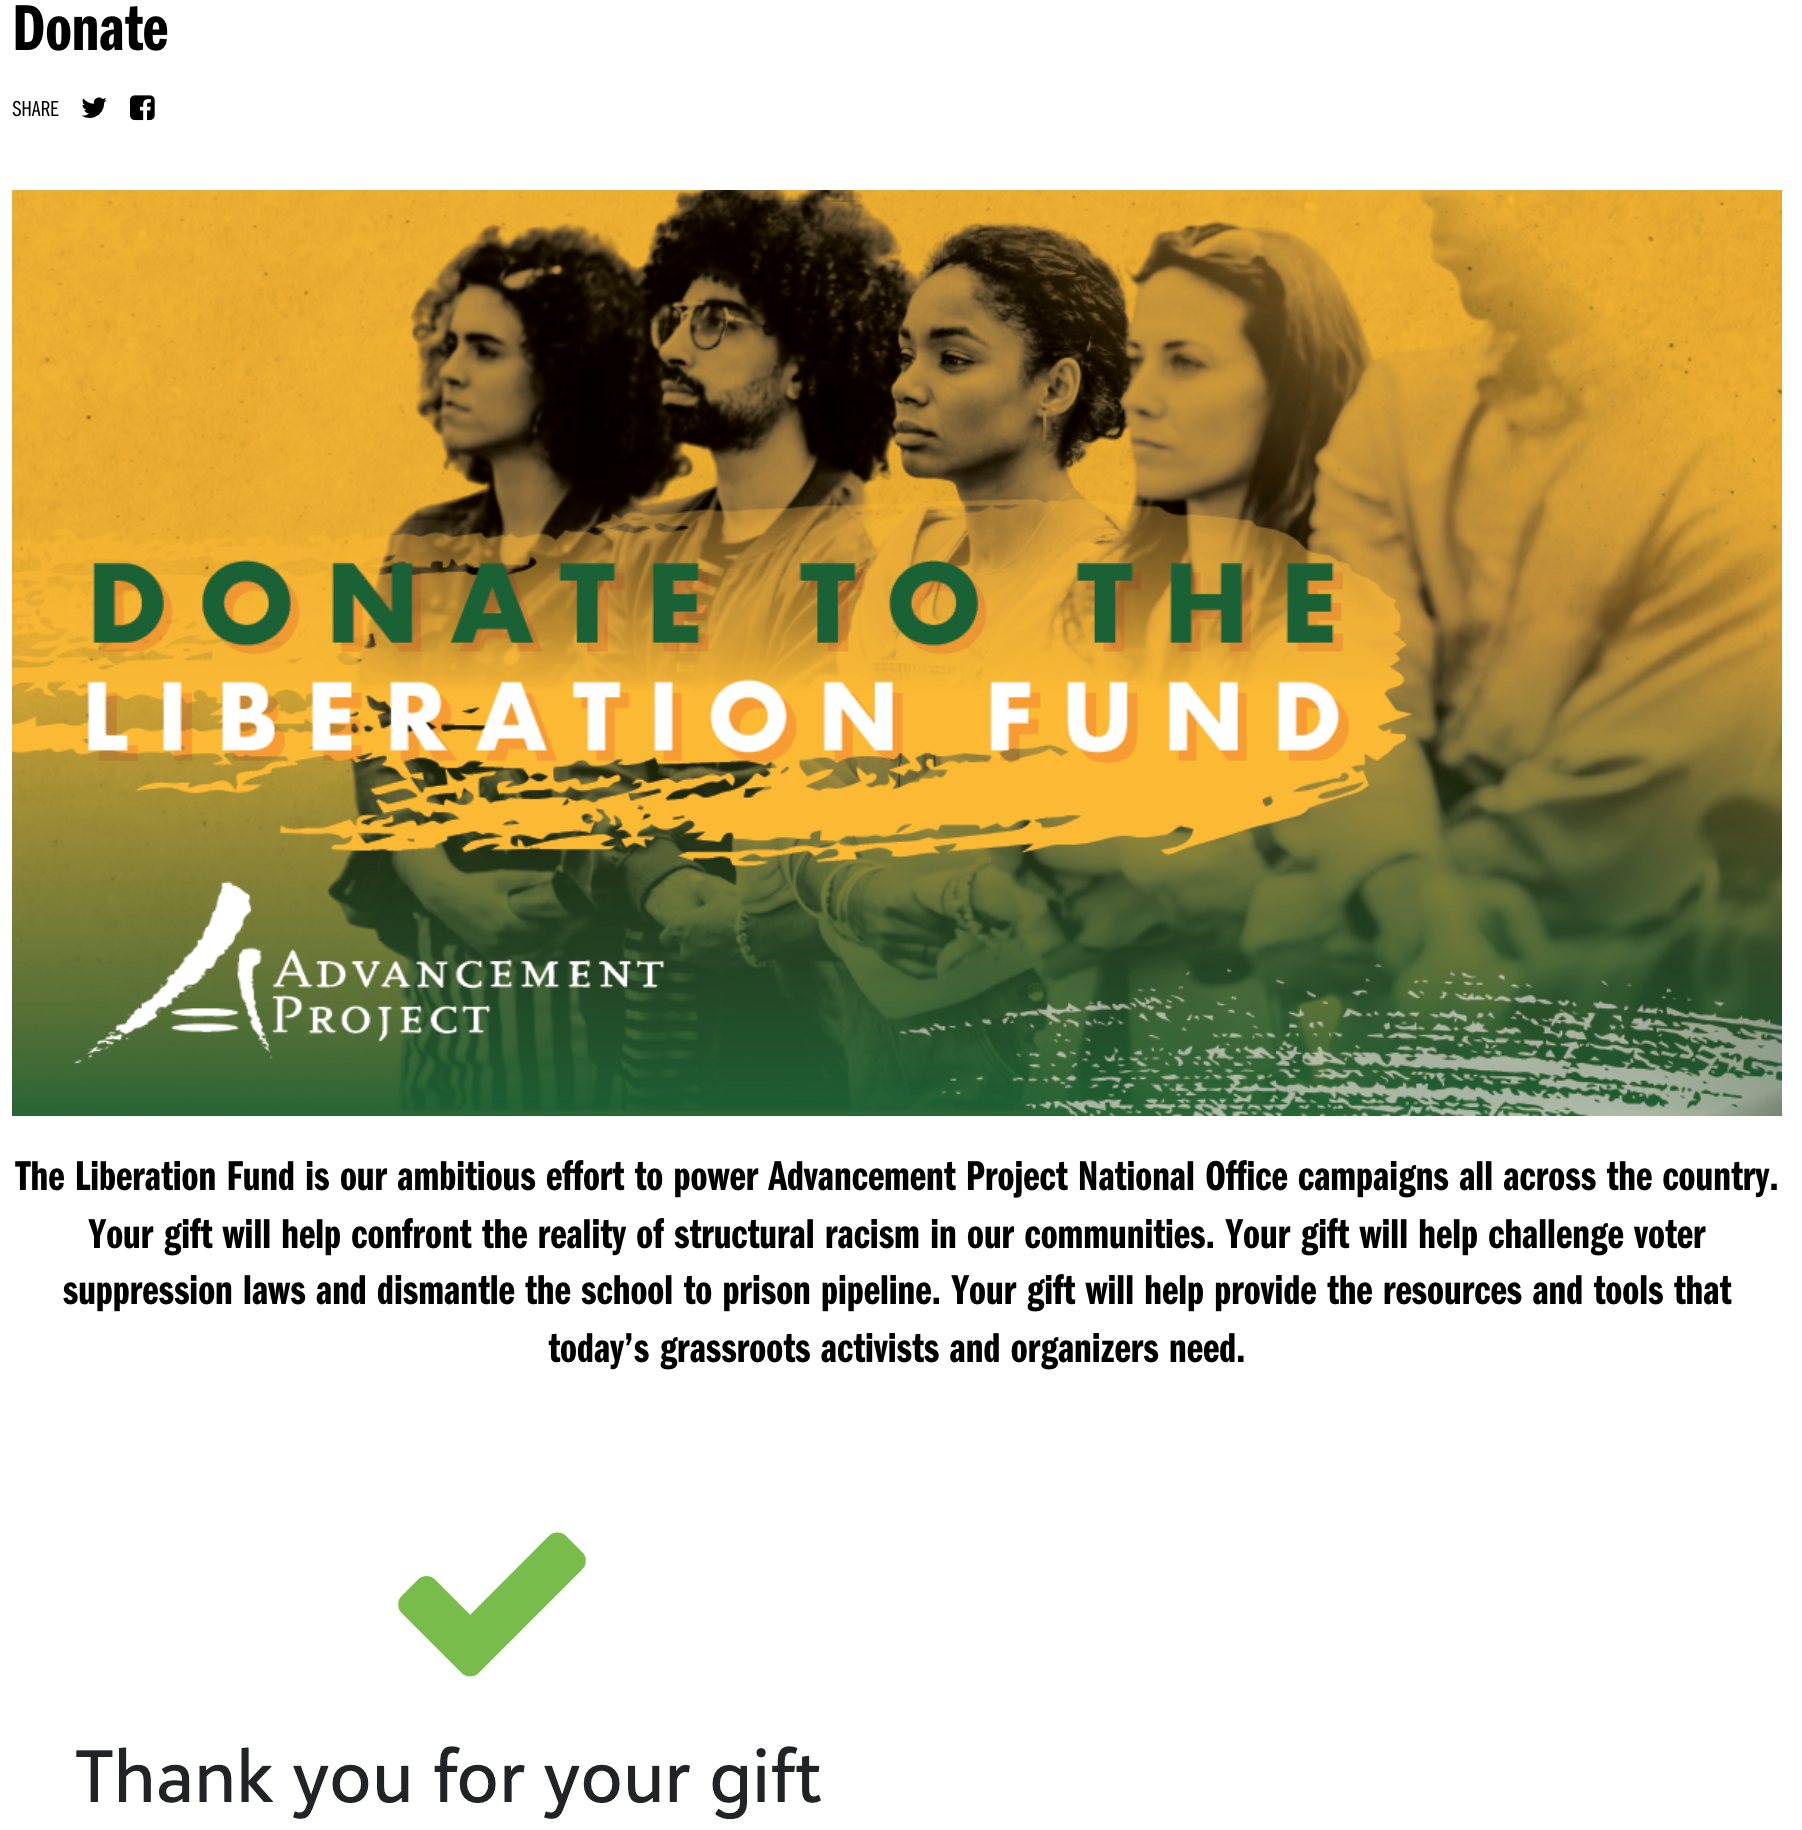 Donate
SHARE
DONATE TO THE
LIBERATION FUND
ADVANCEMENT
PROJECT
The Liberation Fund is our ambitious effort to power Advancement Project National Office campaigns all across the country.
Your gift will help confront the reality of structural racism in our communities. Your gift will help challenge voter
suppression laws and dismantle the school to prison pipeline. Your gift will help provide the resources and tools that
today’s grassroots activists and organizers need.
Thank you for your gift